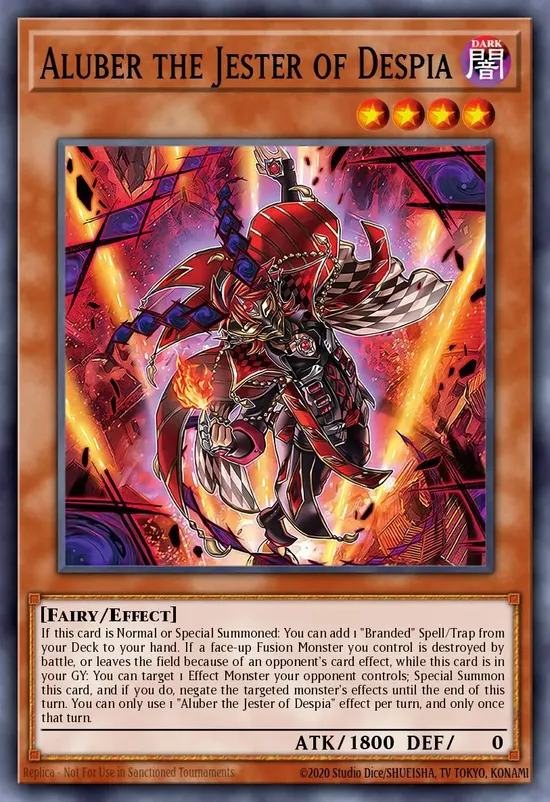 ALUBER THE JESTER OF DESPIA
DARK
闇
[FAIRY/EFFECT]
If this card is Normal or Special Summoned: You can add 1 "Branded" Spell/Trap from
your Deck to your hand. If a face-up Fusion Monster you control is destroyed by
battle, or leaves the field because of an opponent's card effect, while this card is in
your GY: You can target 1 Effect Monster your opponent controls; Special Summon
this card, and if you do, negate the targeted monster's effects until the end of this
turn. You can only use 1 "Aluber the Jester of Despia" effect per turn, and only once
that turn.
ATK/1800 DEF/ 0
Replica - Not For Use in Sanctioned Tournaments
©2020 Studio Dice/SHUEISHA, TV TOKYO, KONAMI